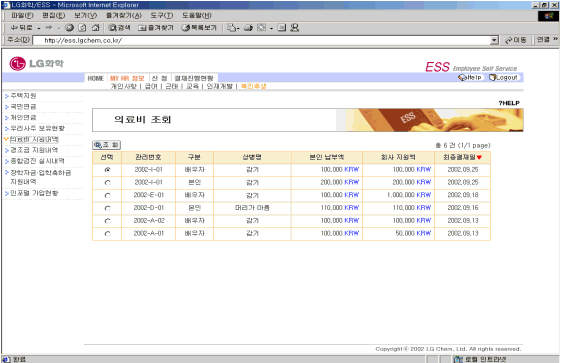 LG화학/ESS - Microsoft Internet Explorer
파일(F) 편집(E) 보기(V) 즐겨찾기(A) 도구(T) 도움말(H)
뒤로 검색 즐겨찾기 목록보기
주소(D) http://ess.lgchem.co.kr/ 이동 연결 »
LG화학
ESS Employee Self Service
HOME MY HR 정보 신 청 결재진행현황 Help Logout
개인사항 | 급여 | 근태 | 교육 | 인재개발 | 복리후생
> 주택지원
> 국민연금
> 개인연금
> 우리사주 보유현황
의료비 지원내역
> 경조금 지원내역
> 종합검진 실시내역
> 장학자금·입학축하금 지원내역
> 인포멀 가입현황
?HELP
의료비 조회
ESS
조 회
총 6 건 (1/1 page)
선택 관리번호 구분 상병명 본인 납부액 회사 지원액 최종결재일▼
2002-I-01 배우자 감기 100,000 KRW 100,000 KRW 2002.09.25
2002-I-01 본인 감기 200,000 KRW 200,000 KRW 2002.09.25
2002-E-01 배우자 감기 100,000 KRW 1,000,000 KRW 2002.09.18
2002-D-01 본인 머리가 아픔 110,000 KRW 110,000 KRW 2002.09.16
2002-A-02 배우자 감기 100,000 KRW 100,000 KRW 2002.09.13
2002-A-01 배우자 감기 100,000 KRW 50,000 KRW 2002.09.13
Copyright© 2002 LG Chem, Ltd. All rights reserved.
완료 로컬 인트라넷